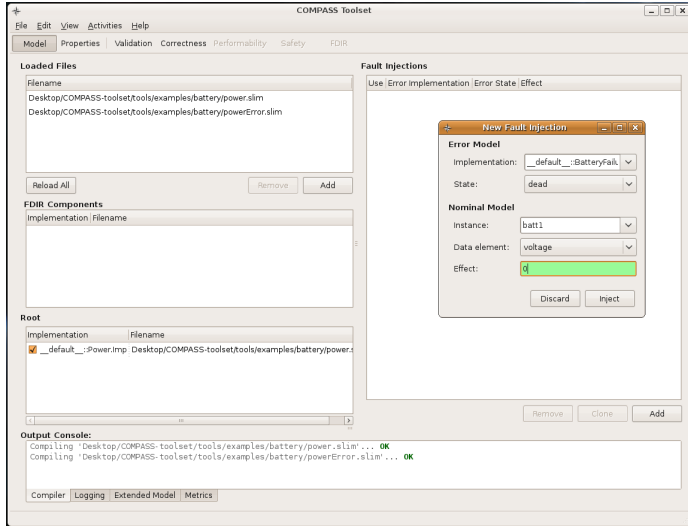 COMPASS Toolset
File Edit View Activities Help
Model Properties Validation Correctness Performability Safety FDIR
Loaded Files
Filename
Desktop/COMPASS-toolset/tools/examples/battery/power.slim
Desktop/COMPASS-toolset/tools/examples/battery/powerError.slim
Reload All Remove Add
FDIR Components
Implementation Filename
Root
Implementation Filename
__default__::Power.Imp Desktop/COMPASS-toolset/tools/examples/battery/power.s
Fault Injections
Use Error Implementation Error State Effect
New Fault Injection
Error Model
Implementation: __default__::BatteryFailu
State: dead
Nominal Model
Instance: batt1
Data element: voltage
Effect: 0
Discard Inject
Remove Clone Add
Output Console:
Compiling 'Desktop/COMPASS-toolset/tools/examples/battery/power.slim'... OK
Compiling 'Desktop/COMPASS-toolset/tools/examples/battery/powerError.slim'... OK
Compiler Logging Extended Model Metrics